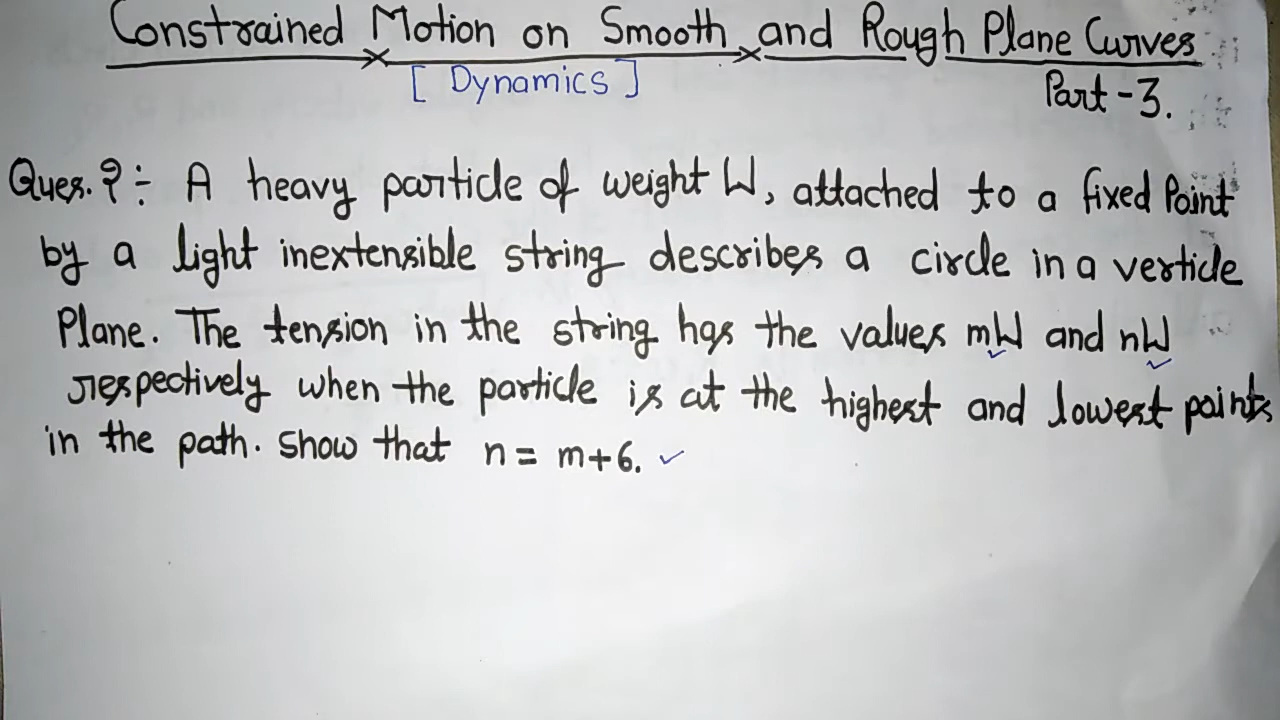 Constrained Motion on Smooth and Rough Plane Curves
[ Dynamics ]
Part - 3.
Ques. ? ÷ A heavy particle of weight W, attached to a fixed Point
by a light inextensible string describes a circle in a verticle
Plane. The tension in the string has the values mW and nW
respectively when the particle is at the highest and lowest points
in the path. Show that n = m+6.